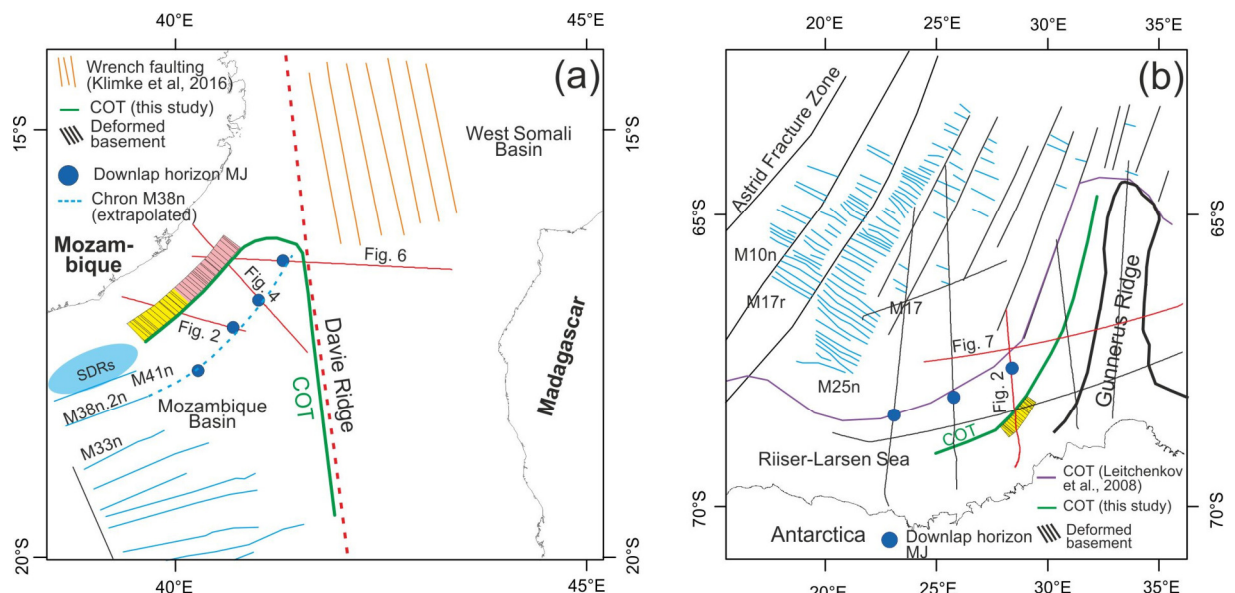 40°E
45°E
(a)
Wrench faulting
(Klimke et al, 2016)
COT (this study)
Deformed
basement
Downlap horizon MJ
Chron M38n
(extrapolated)
15°S
15°S
West Somali
Basin
Mozam-
bique
Fig. 6
Fig. 4
Fig. 2
SDRs
M41n
M38n.2n
Mozambique
Basin
M33n
COT
Davie Ridge
Madagascar
20°S
20°S
40°E
45°E
20°E
25°E
30°E
35°E
(b)
Astrid Fracture Zone
65°S
65°S
M10n
M17r
M17
M25n
Fig. 7
Fig. 2
Gunnerus Ridge
COT
Riiser-Larsen Sea
COT (Leitchenkov
et al., 2008)
COT (this study)
Deformed
basement
70°S
70°S
Antarctica
Downlap horizon
MJ
20°E
25°E
30°E
35°E